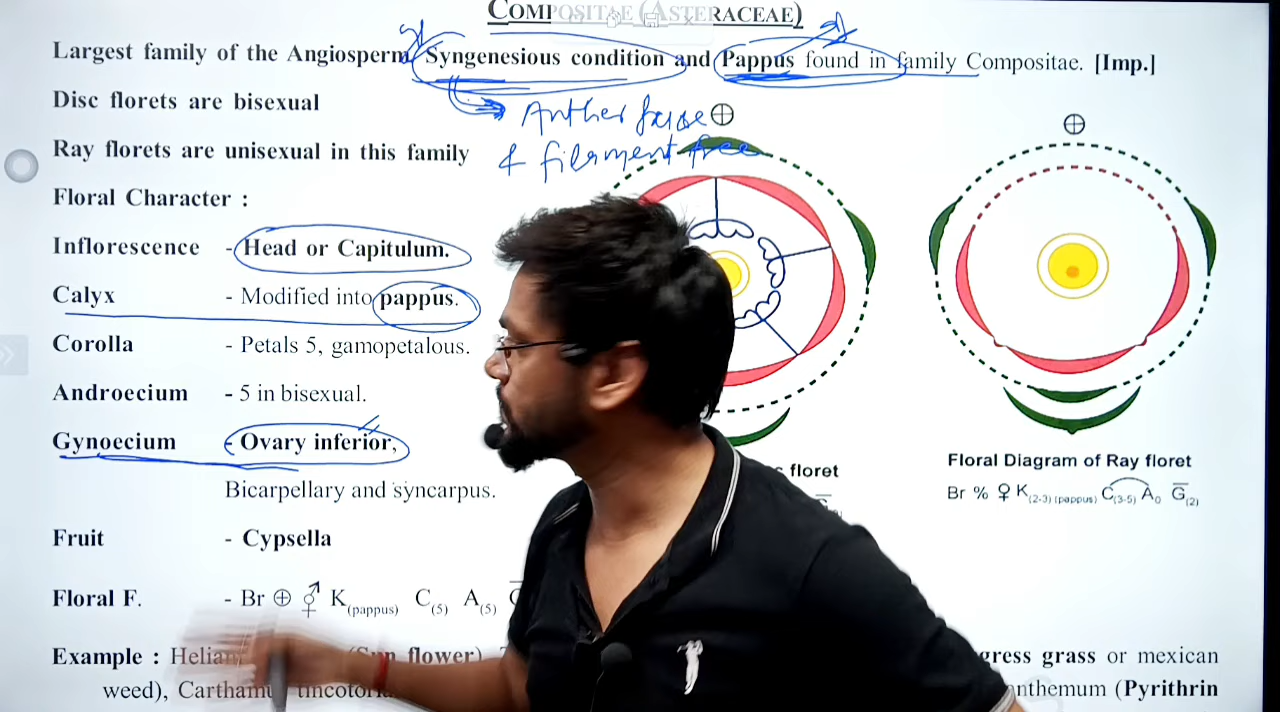 COMPOSITAE (ASTERACEAE)
Largest family of the Angiosperm Syngenesious condition and Pappus found in family Compositae. [Imp.]
Disc florets are bisexual
Anther fuse
Ray florets are unisexual in this family
& filament free
Floral Character :
Inflorescence - Head or Capitulum.
Calyx - Modified into pappus.
Corolla - Petals 5, gamopetalous.
Androecium - 5 in bisexual.
Gynoecium - Ovary inferior,
Bicarpellary and syncarpus.
Fruit - Cypsella
Floral F. - Br ⊕ ⚥ K(pappus) C(5) A(5)
floret
Floral Diagram of Ray floret
Br % ♀ K(2-3) (pappus) C(3-5) A0 G̅(2)
Example : flower) gress grass or mexican
weed), nthemum (Pyrithrin